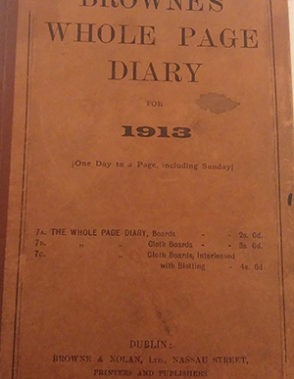 BROWNE'S
WHOLE PAGE
DIARY
FOR
1913
[One Day to a Page, including Sunday]
7A. THE WHOLE PAGE DIARY, Boards - - 2s. 6d.
7B. „ „ Cloth Boards - - 3s. 6d.
7C. „ „ Cloth Boards, Interleaved
with Blotting - 4s. 6d
DUBLIN:
BROWNE & NOLAN, LTD., NASSAU STREET,
PRINTERS AND PUBLISHERS